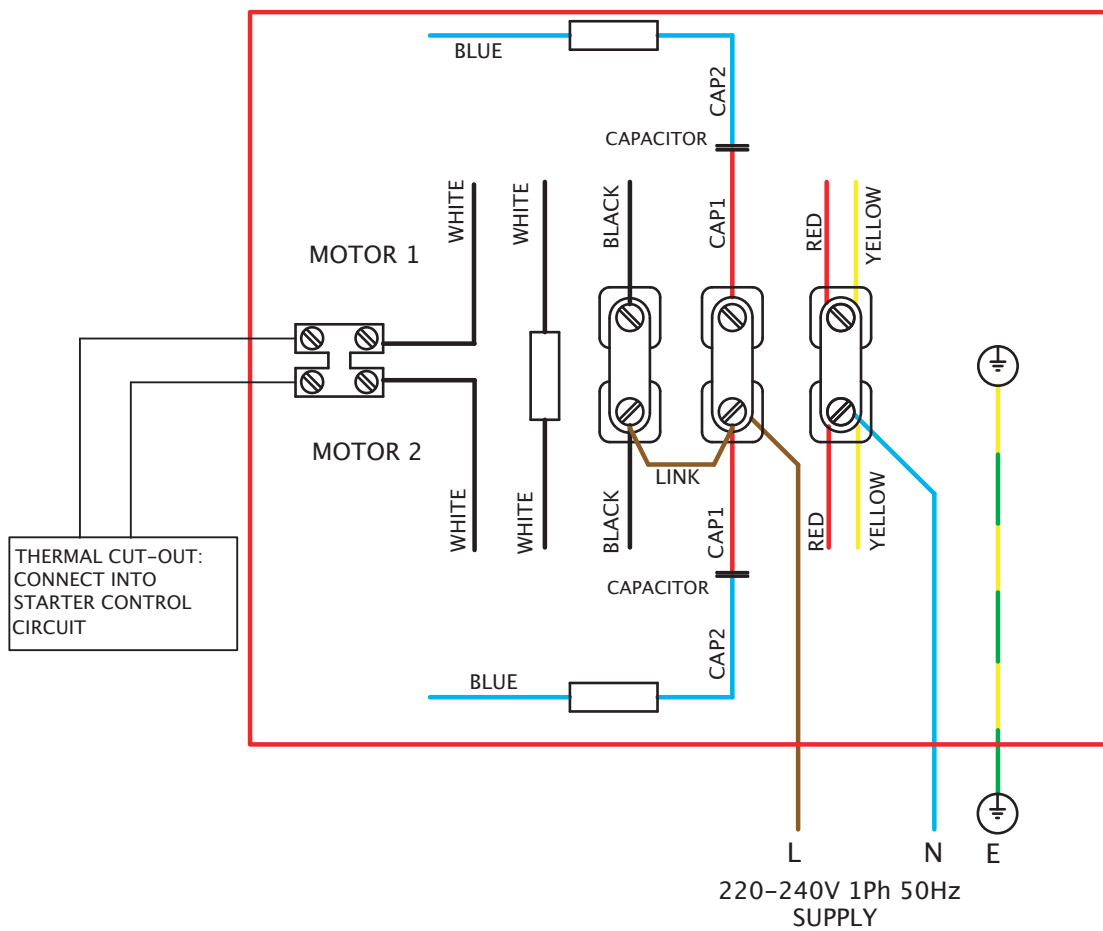 BLUE
CAP2
CAPACITOR
WHITE
WHITE
BLACK
CAP1
RED
YELLOW
MOTOR 1
MOTOR 2
LINK
WHITE
WHITE
BLACK
CAP1
RED
YELLOW
THERMAL CUT-OUT:
CONNECT INTO
STARTER CONTROL
CIRCUIT
CAPACITOR
BLUE
CAP2
L
N
E
220-240V 1Ph 50Hz
SUPPLY